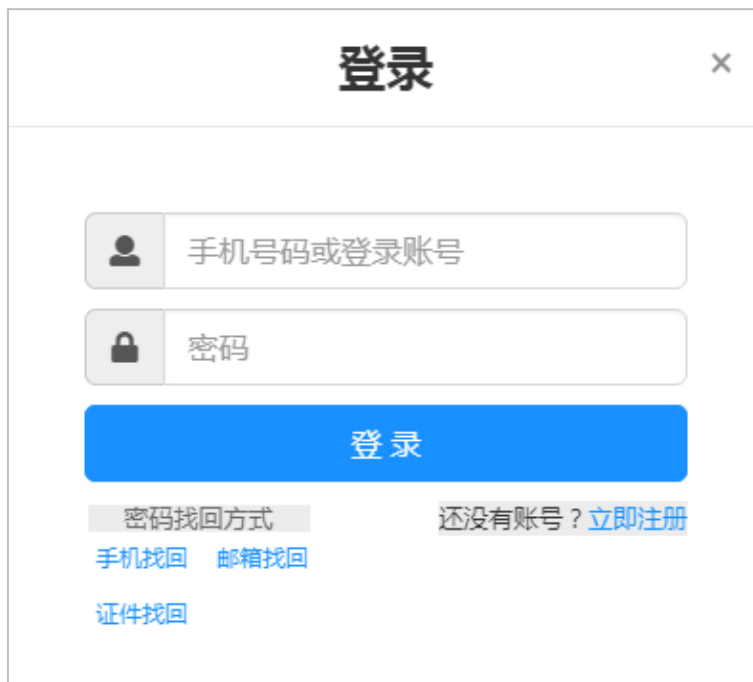 登录
×
手机号码或登录账号
密码
登 录
密码找回方式 还没有账号？立即注册
手机找回 邮箱找回
证件找回